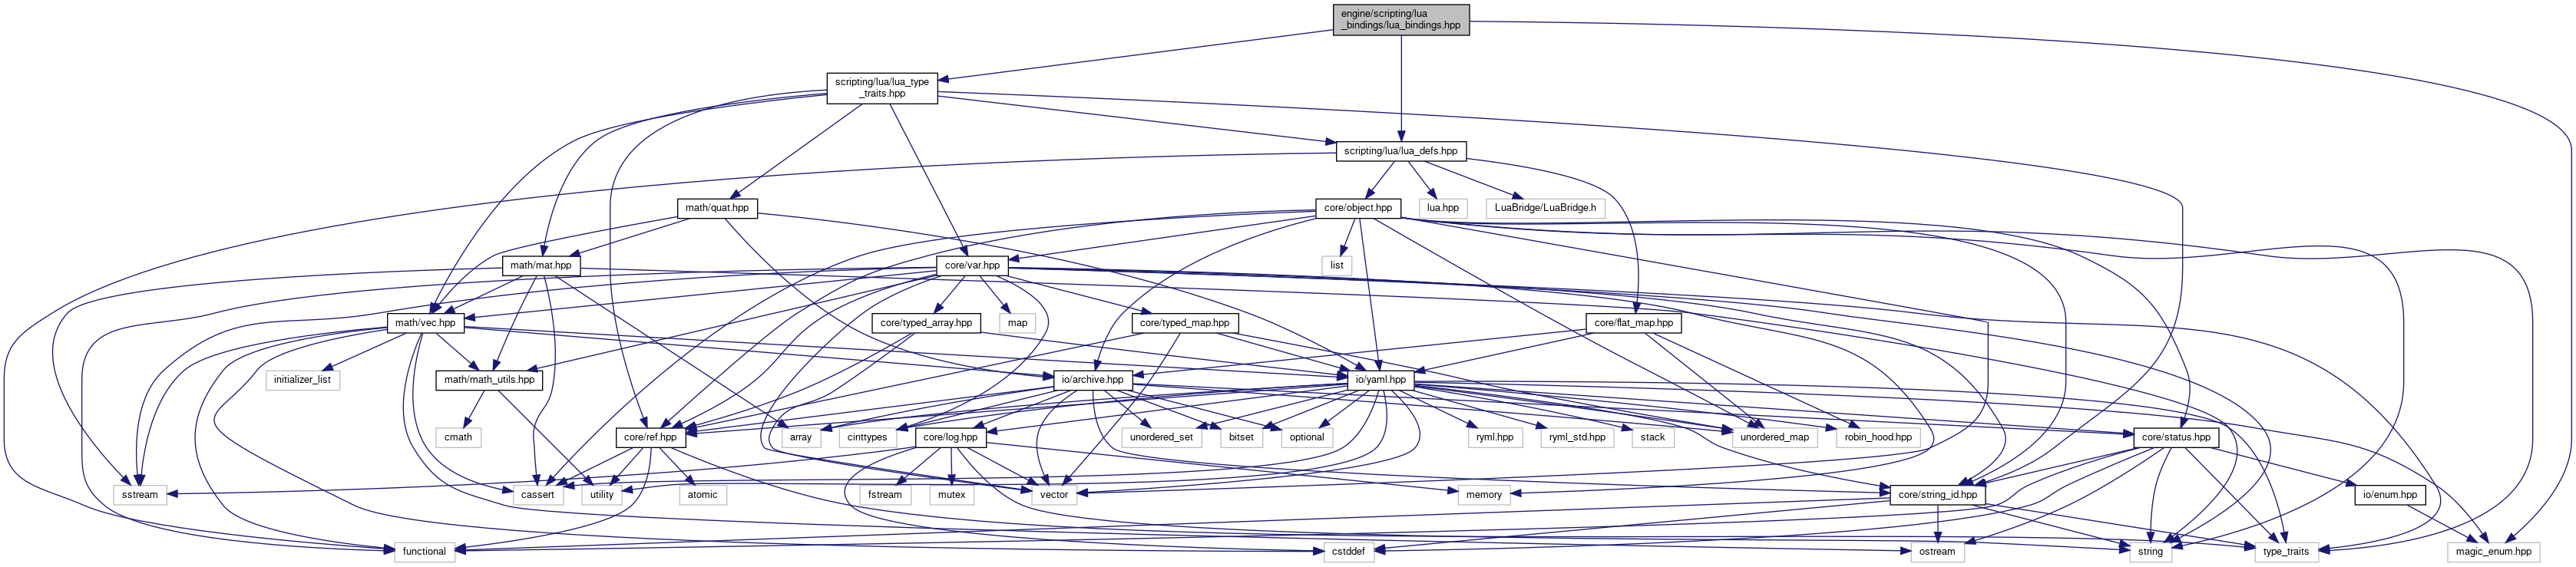 engine/scripting/lua
_bindings/lua_bindings.hpp
scripting/lua/lua_type
_traits.hpp
scripting/lua/lua_defs.hpp
math/quat.hpp
core/object.hpp
lua.hpp
LuaBridge/LuaBridge.h
math/mat.hpp
core/var.hpp
list
math/vec.hpp
core/typed_array.hpp
map
core/typed_map.hpp
core/flat_map.hpp
initializer_list
math/math_utils.hpp
io/archive.hpp
io/yaml.hpp
cmath
core/ref.hpp
array
cinttypes
core/log.hpp
unordered_set
bitset
optional
ryml.hpp
ryml_std.hpp
stack
unordered_map
robin_hood.hpp
core/status.hpp
sstream
cassert
utility
atomic
fstream
mutex
vector
memory
core/string_id.hpp
io/enum.hpp
functional
cstddef
ostream
string
type_traits
magic_enum.hpp